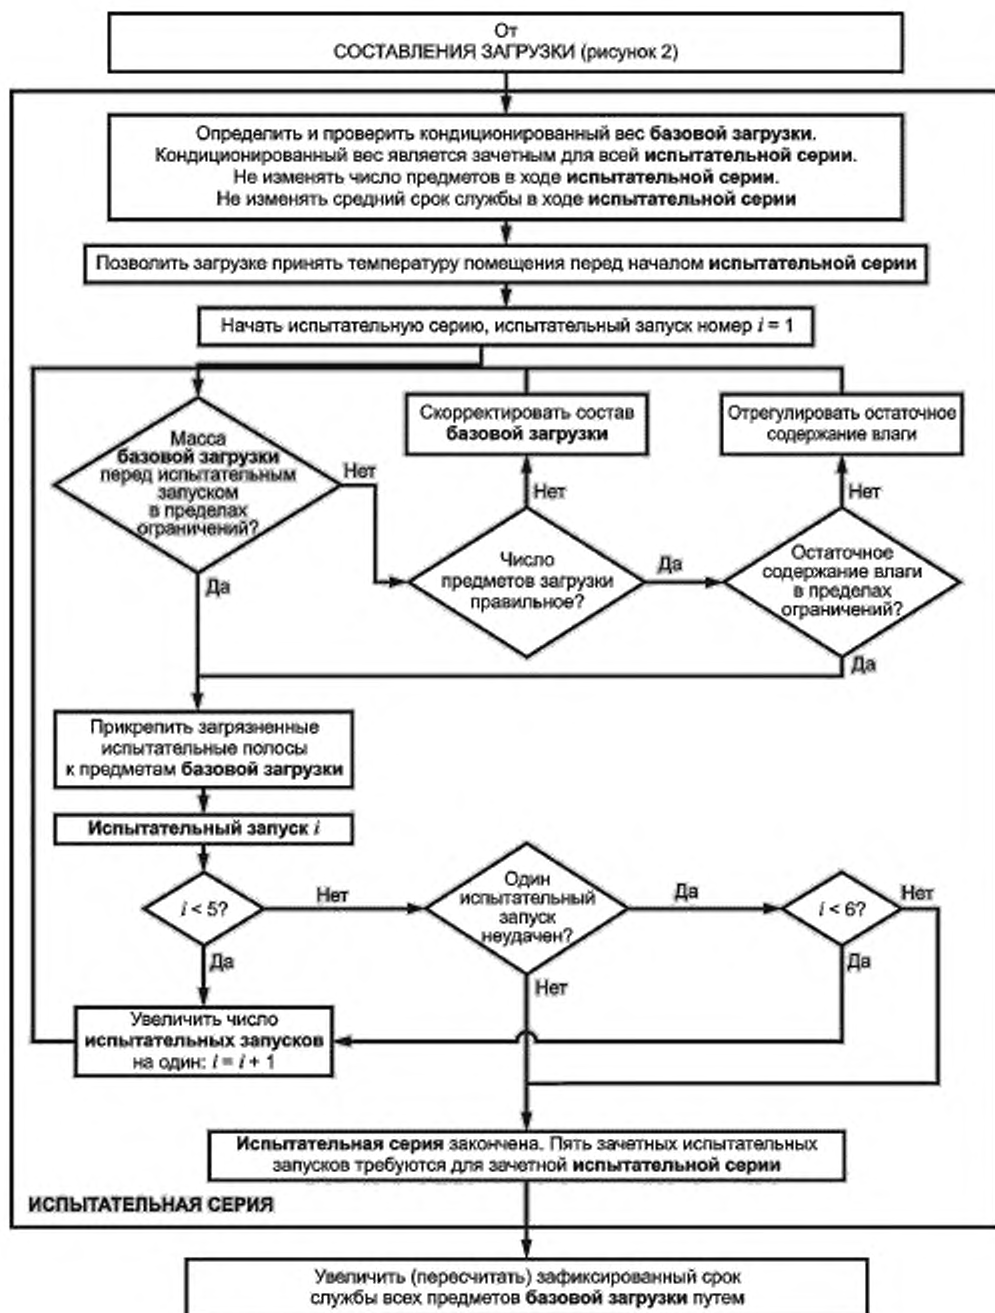 От
СОСТАВЛЕНИЯ ЗАГРУЗКИ (рисунок 2)
Определить и проверить кондиционированный вес базовой загрузки.
Кондиционированный вес является зачетным для всей испытательной серии.
Не изменять число предметов в ходе испытательной серии.
Не изменять средний срок службы в ходе испытательной серии
Позволить загрузке принять температуру помещения перед началом испытательной серии
Начать испытательную серию, испытательный запуск номер i = 1
Масса
базовой загрузки
перед испытательным
запуском
в пределах
ограничений?
Нет
Да
Скорректировать состав
базовой загрузки
Нет
Число
предметов загрузки
правильное?
Да
Отрегулировать остаточное
содержание влаги
Нет
Остаточное
содержание влаги
в пределах
ограничений?
Да
Прикрепить загрязненные
испытательные полосы
к предметам базовой загрузки
Испытательный запуск i
i < 5?
Нет
Да
Один
испытательный
запуск
неудачен?
Да
Нет
i < 6?
Нет
Да
Увеличить число
испытательных запусков
на один: i = i + 1
Испытательная серия закончена. Пять зачетных испытательных
запусков требуются для зачетной испытательной серии
ИСПЫТАТЕЛЬНАЯ СЕРИЯ
Увеличить (пересчитать) зафиксированный срок
службы всех предметов базовой загрузки путем